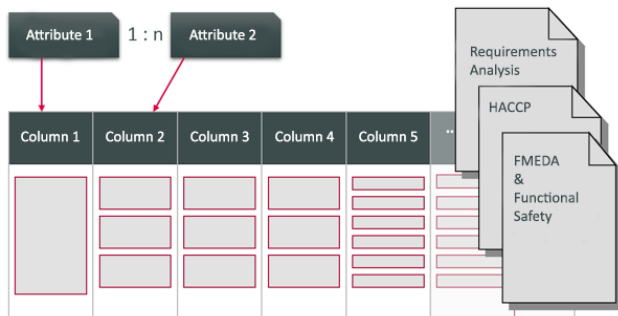 Attribute 1
1 : n
Attribute 2
Requirements
Analysis
HACCP
FMEDA
&
Functional
Safety
Column 1
Column 2
Column 3
Column 4
Column 5
..